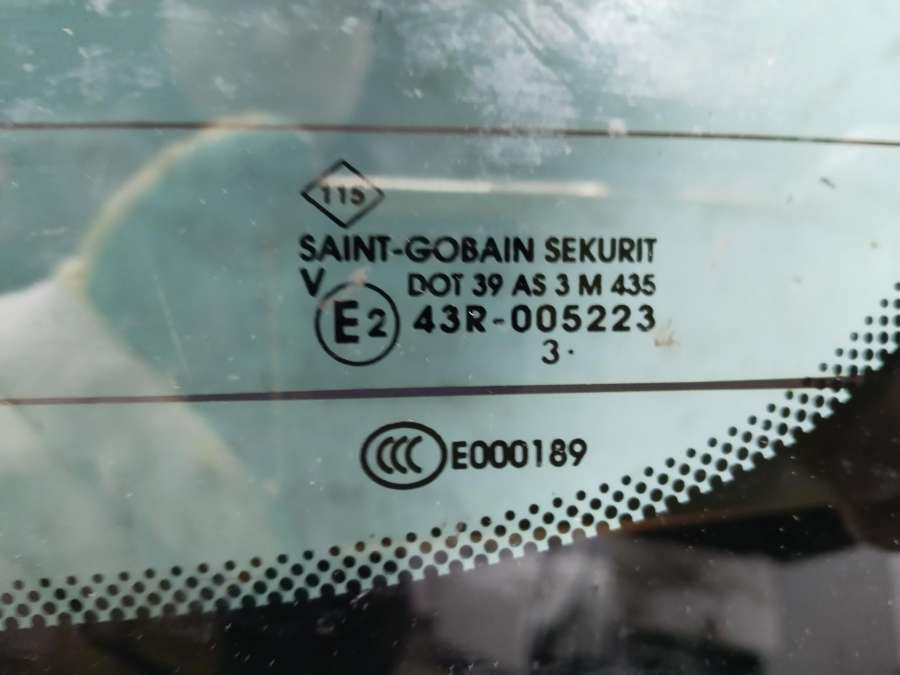 115
SAINT-GOBAIN SEKURIT
V DOT 39 AS 3 M 435
E2 43R-005223
3·
CCC E000189